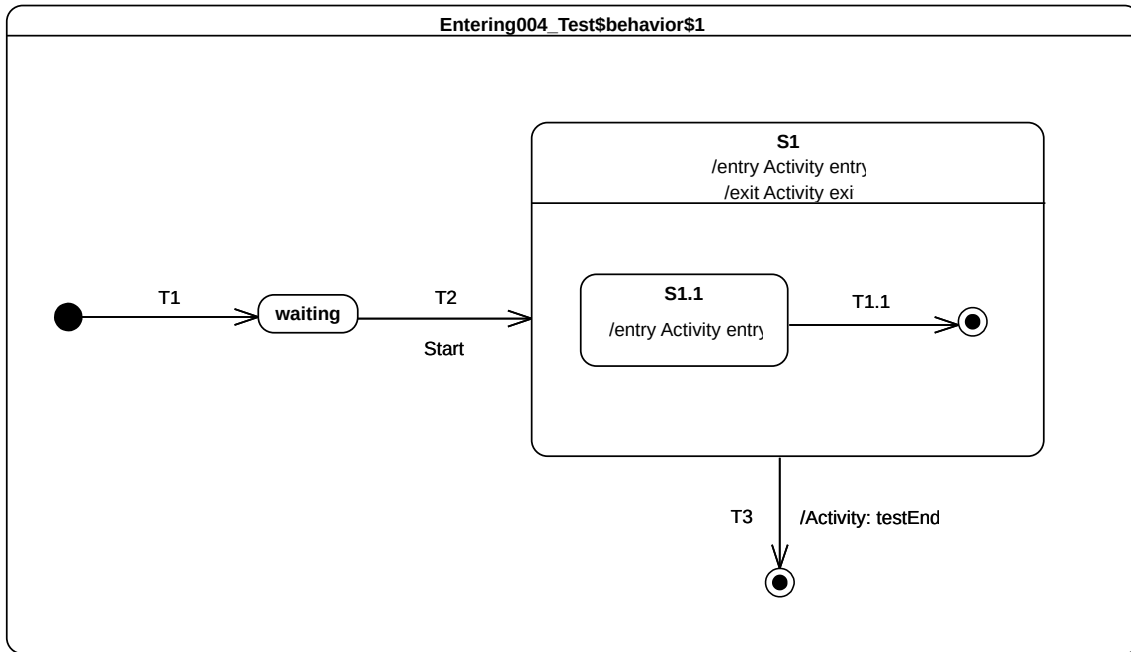 Entering004_Test$behavior$1
S1
/entry Activity entry
/exit Activity exi
T1
waiting
T2
Start
S1.1
/entry Activity entry
T1.1
T3
/Activity: testEnd